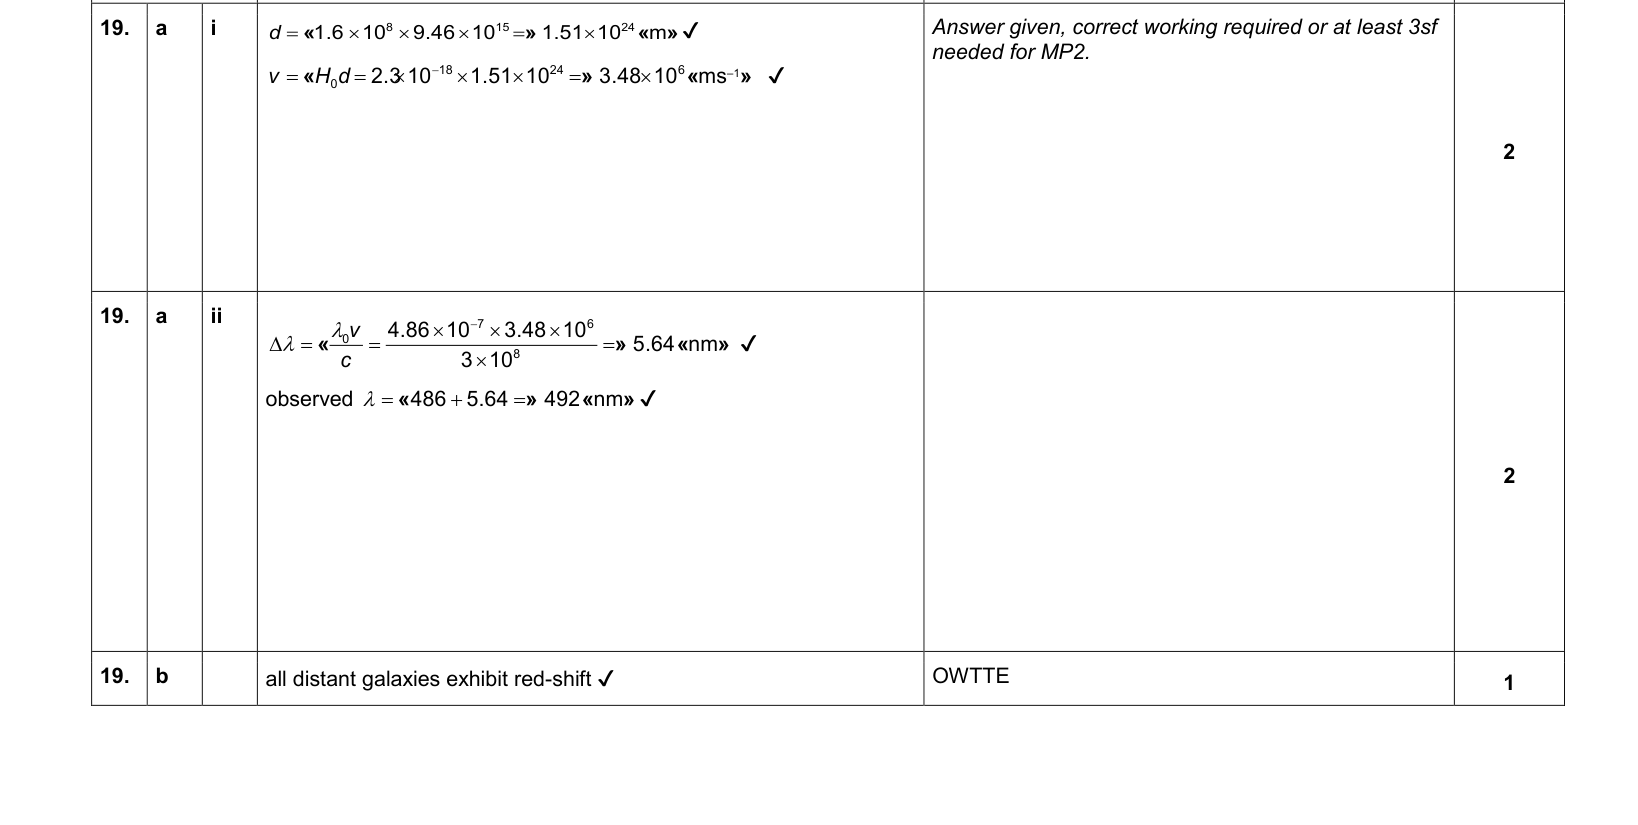 19. a i d = «1.6 × 10⁸ × 9.46 × 10¹⁵ =» 1.51 × 10²⁴ «m» ✓ Answer given, correct working required or at least 3sf
needed for MP2.
v = «H₀d = 2.3 × 10⁻¹⁸ × 1.51 × 10²⁴ =» 3.48 × 10⁶ «ms⁻¹» ✓
2
19. a ii
Δλ = «λ₀v/c = 4.86 × 10⁻⁷ × 3.48 × 10⁶ / 3 × 10⁸ =» 5.64 «nm» ✓
observed λ = «486 + 5.64 =» 492 «nm» ✓
2
19. b all distant galaxies exhibit red-shift ✓ OWTTE 1